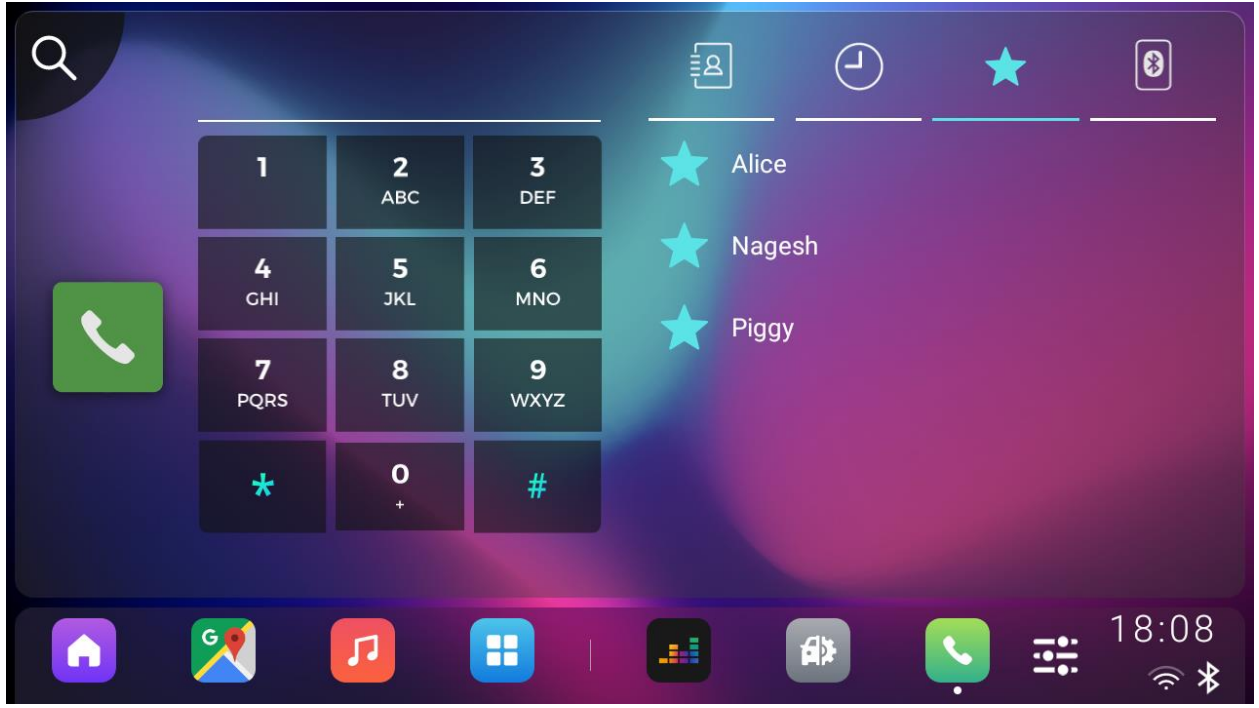 1
2
ABC
3
DEF
4
GHI
5
JKL
6
MNO
7
PQRS
8
TUV
9
WXYZ
*
0
+
#
Alice
Nagesh
Piggy
G
18:08